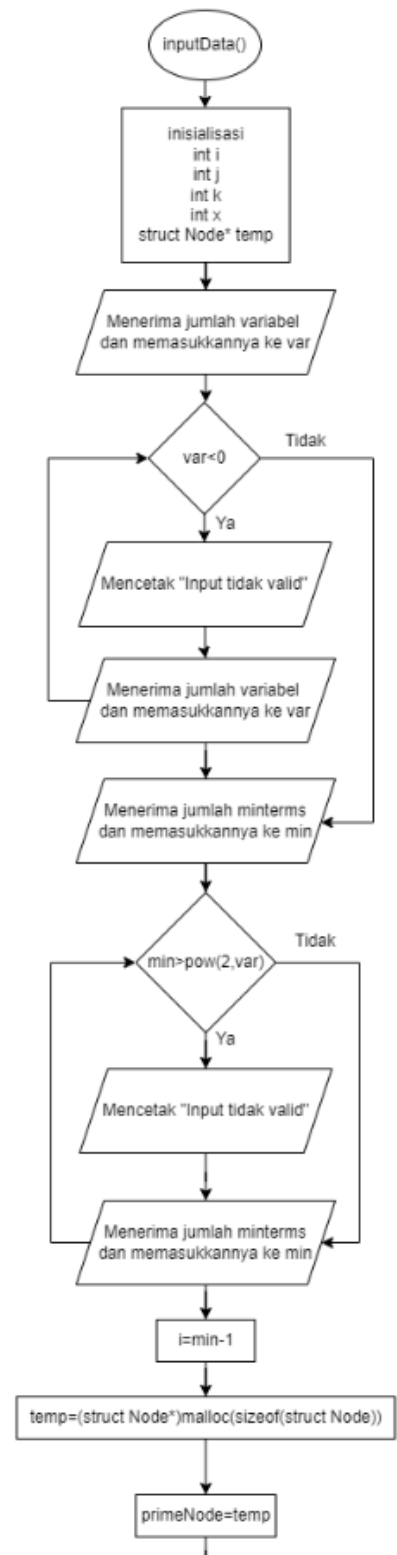 inputData()
inisialisasi
int i
int j
int k
int x
struct Node* temp
Menerima jumlah variabel
dan memasukkannya ke var
var<0
Tidak
Ya
Mencetak "Input tidak valid"
Menerima jumlah variabel
dan memasukkannya ke var
Menerima jumlah minterms
dan memasukkannya ke min
min>pow(2,var)
Tidak
Ya
Mencetak "Input tidak valid"
Menerima jumlah minterms
dan memasukkannya ke min
i=min-1
temp=(struct Node*)malloc(sizeof(struct Node))
primeNode=temp